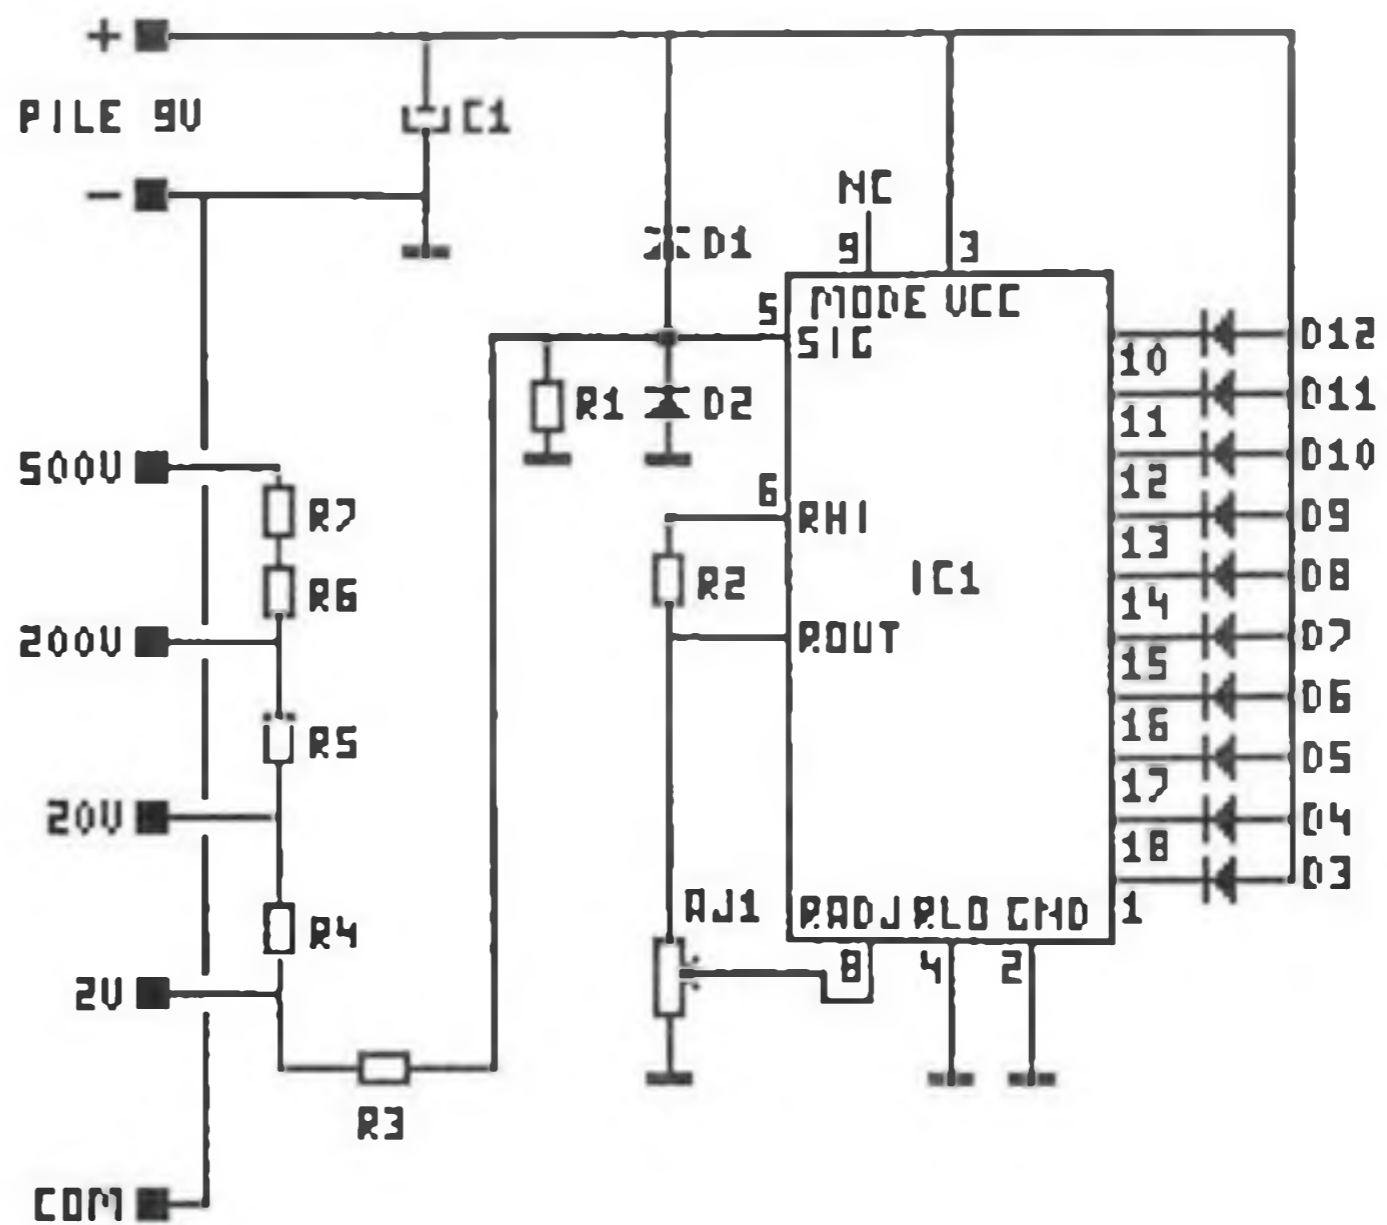 +
PILE 9V
C1
-
NC
9
3
D1
5
MODE VCC
SIG
R1
D2
10
D12
11
D11
12
D10
13
D9
14
D8
15
D7
16
D6
17
D5
18
D4
1
D3
500V
R7
R6
6
RHI
IC1
R2
200V
ROUT
R5
20V
AJ1
RADJ RLO GND
R4
8
4
2
2V
R3
COM